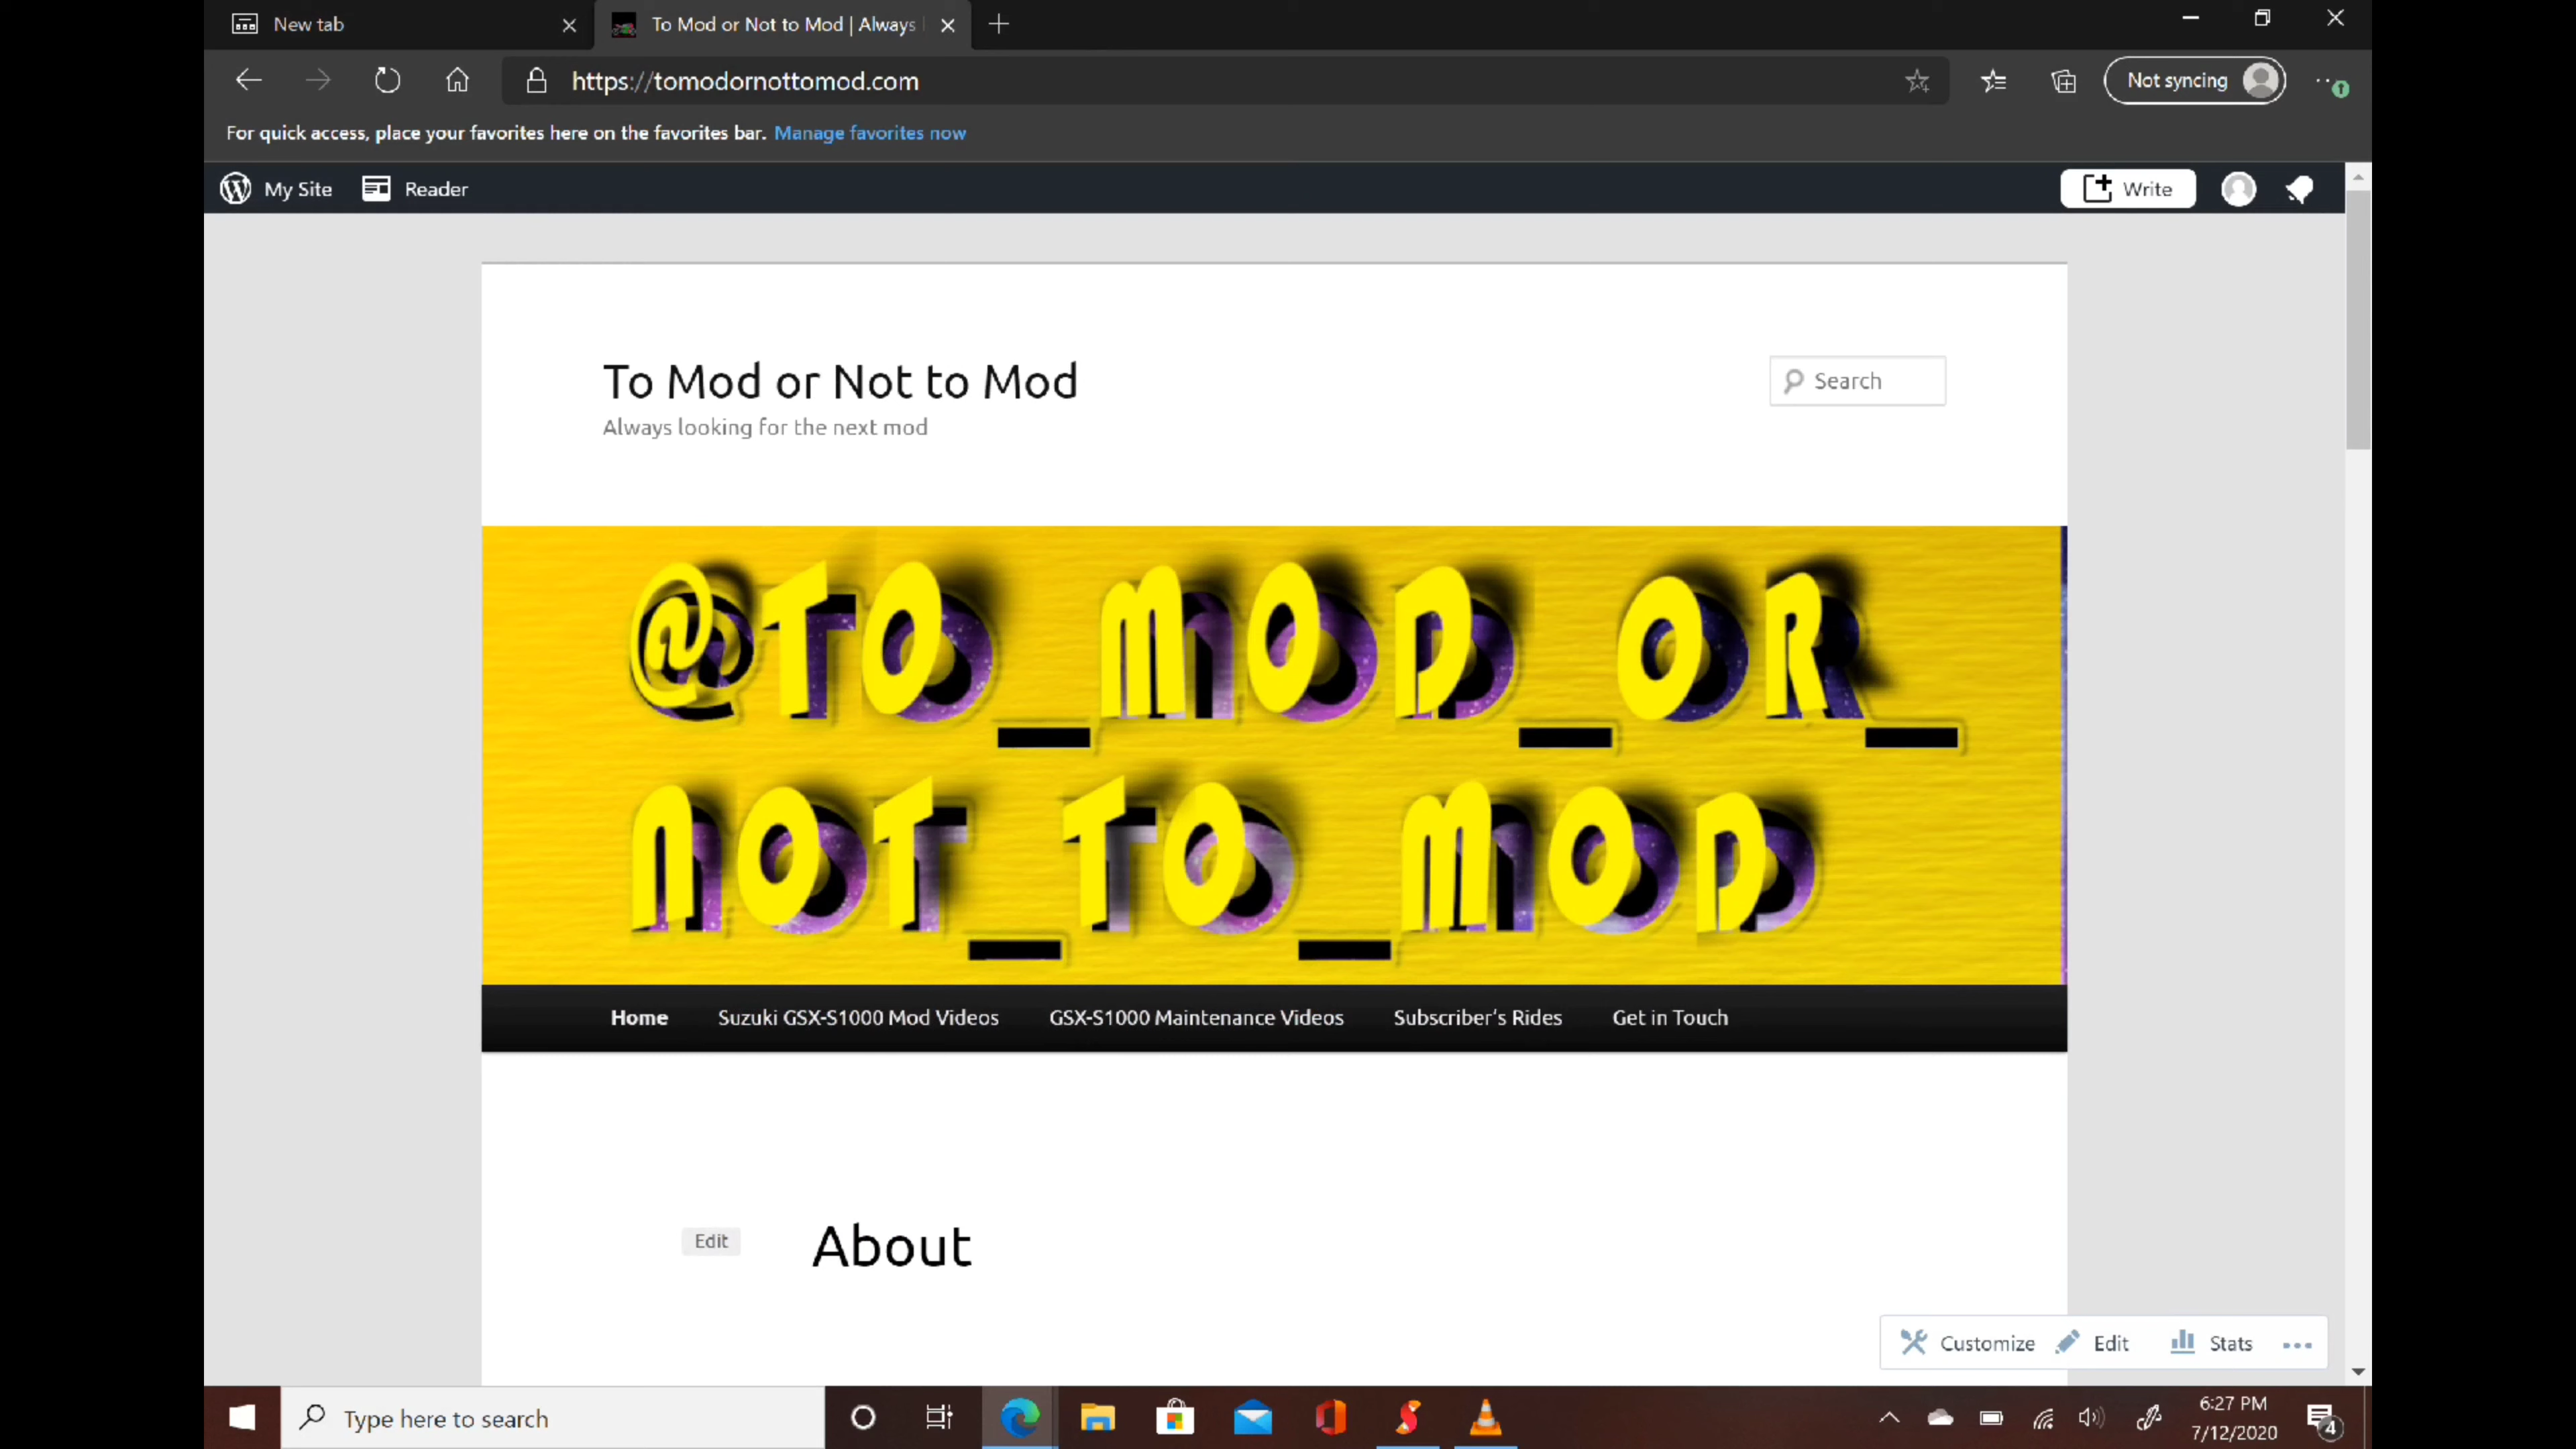 New tab
To Mod or Not to Mod | Always
https://tomodornottomod.com
Not syncing
For quick access, place your favorites here on the favorites bar. Manage favorites now
My Site
Reader
Write
To Mod or Not to Mod
Search
Always looking for the next mod
@TO_MOD_OR_
NOT_TO_MOD
Home
Suzuki GSX-S1000 Mod Videos
GSX-S1000 Maintenance Videos
Subscriber's Rides
Get in Touch
Edit
About
Customize
Edit
Stats
Type here to search
6:27 PM
7/12/2020
4